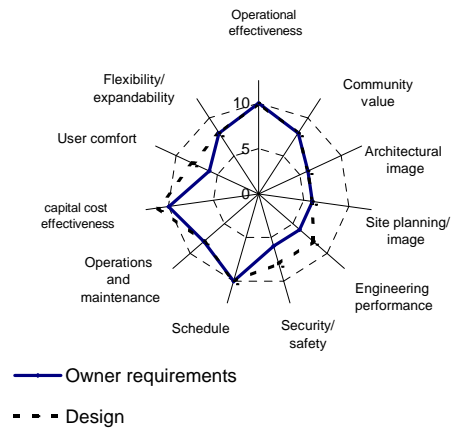 Operational
effectiveness
Flexibility/
expandability
Community
value
10
User comfort
5
Architectural
image
0
capital cost
effectiveness
Site planning/
image
Operations
and
maintenance
Engineering
performance
Schedule
Security/
safety
Owner requirements
Design